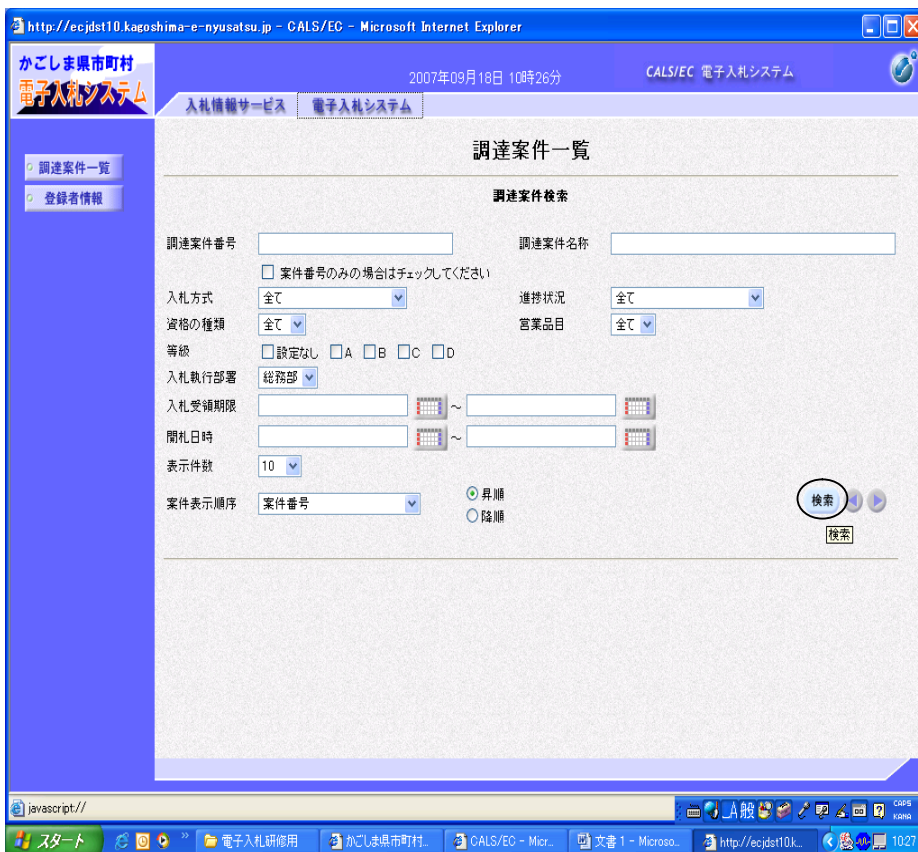 http://ecjdst10.kagoshima-e-nyusatsu.jp - CALS/EC - Microsoft Internet Explorer
かごしま県市町村
電子入札システム
2007年09月18日 10時26分
CALS/EC 電子入札システム
入札情報サービス 電子入札システム
調達案件一覧
登録者情報
調達案件一覧
調達案件検索
調達案件番号 調達案件名称
案件番号のみの場合はチェックしてください
入札方式 全て 進捗状況 全て
資格の種類 全て 営業品目 全て
等級 設定なし A B C D
入札執行部署 総務部
入札受領期限 ～
開札日時 ～
表示件数 10
案件表示順序 案件番号 昇順
降順
検索
検索
javascript://
A般
CAPS
KANA
スタート » 電子入札研修用 かごしま県市町村... CALS/EC - Micr... 文書 1 - Microso... http://ecjdst10.k... 10:27